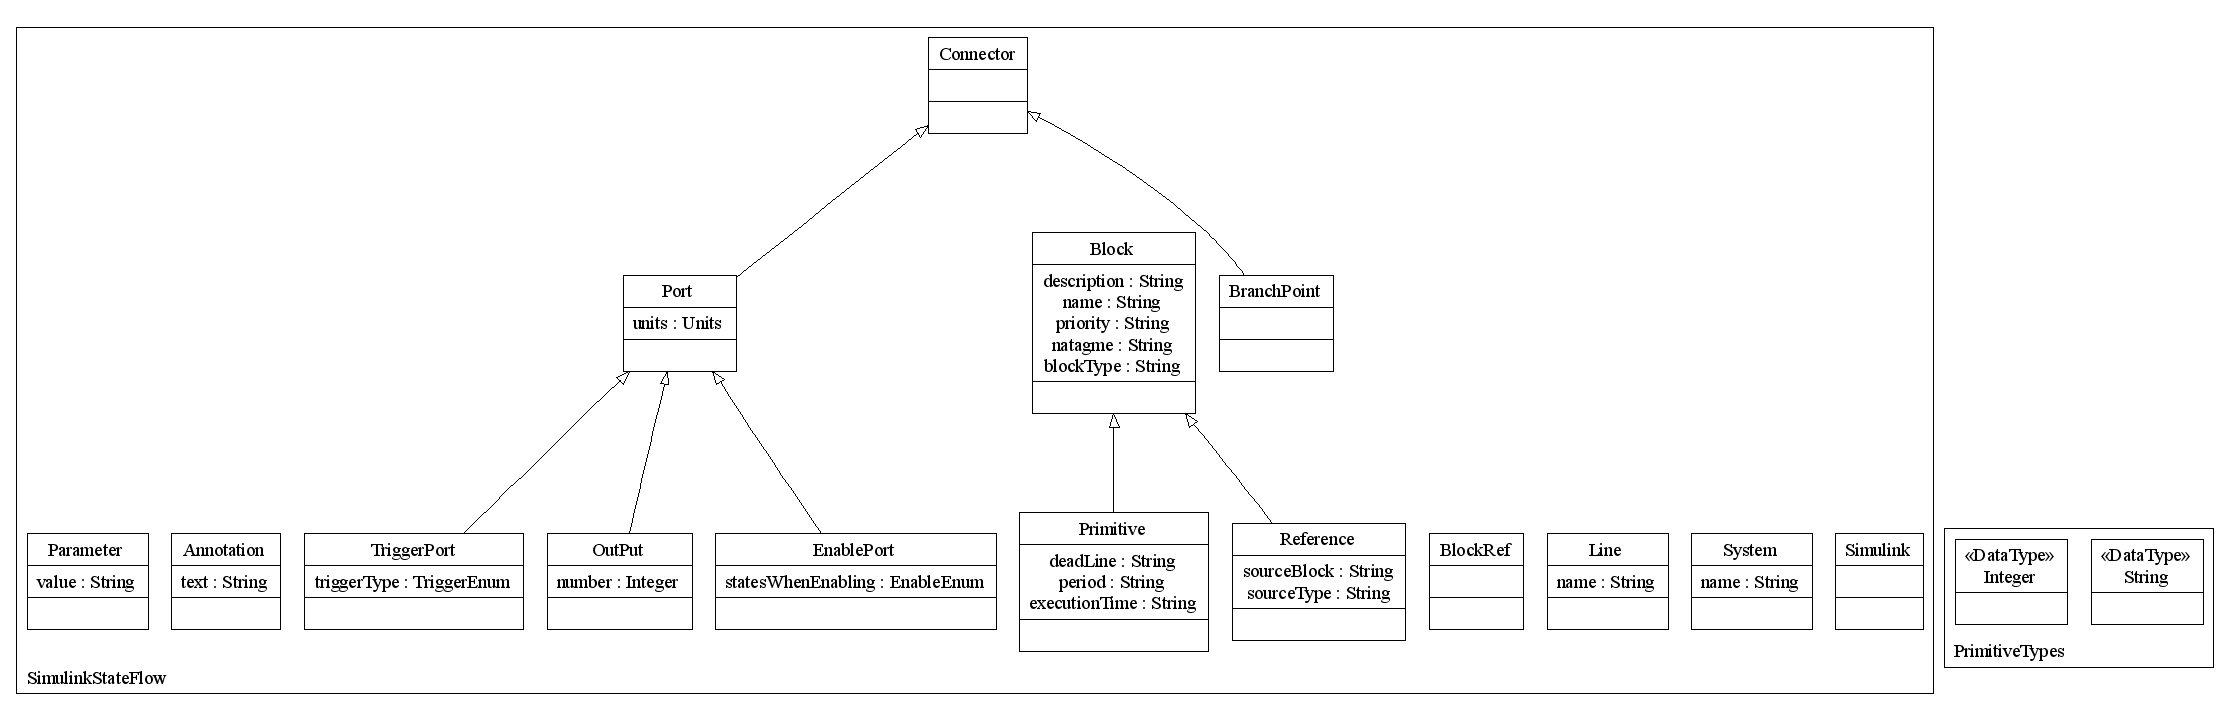 Connector
Block
description : String
name : String
priority : String
natagme : String
blockType : String
Port
units : Units
BranchPoint
Parameter
value : String
Annotation
text : String
TriggerPort
triggerType : TriggerEnum
OutPut
number : Integer
EnablePort
statesWhenEnabling : EnableEnum
Primitive
deadLine : String
period : String
executionTime : String
Reference
sourceBlock : String
sourceType : String
BlockRef
Line
name : String
System
name : String
Simulink
SimulinkStateFlow
«DataType»
Integer
«DataType»
String
PrimitiveTypes